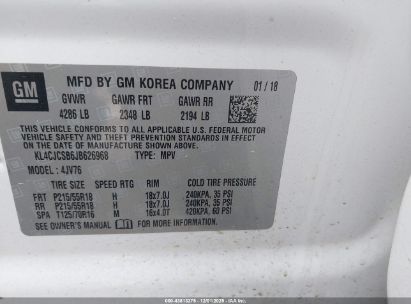 GM
MFD BY GM KOREA COMPANY 01 / 18
GVWR GAWR FRT GAWR RR
4286 LB 2348 LB 2194 LB
THIS VEHICLE CONFORMS TO ALL APPLICABLE U.S. FEDERAL MOTOR
VEHICLE SAFETY AND THEFT PREVENTION STANDARDS IN EFFECT ON
THE DATE OF MANUFACTURE SHOWN ABOVE.
KL4CJCSB6JB626968 TYPE: MPV
MODEL: 4JV76
TIRE SIZE SPEED RTG RIM COLD TIRE PRESSURE
FRT P215/55R18 H 18x7.0J 240KPA, 35 PSI
RR P215/55R18 H 18x7.0J 240KPA, 35 PSI
SPA T125/70R16 M 16x4.0T 420KPA, 60 PSI
SEE OWNER'S MANUAL FOR MORE INFORMATION.